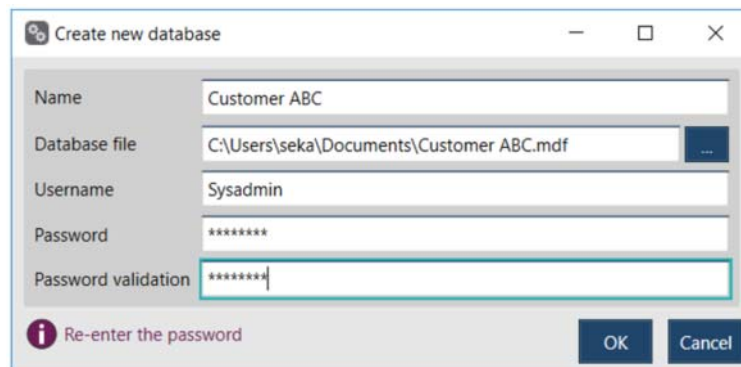 Create new database
Name Customer ABC
Database file C:\Users\seka\Documents\Customer ABC.mdf ...
Username Sysadmin
Password ********
Password validation ********
Re-enter the password
OK Cancel